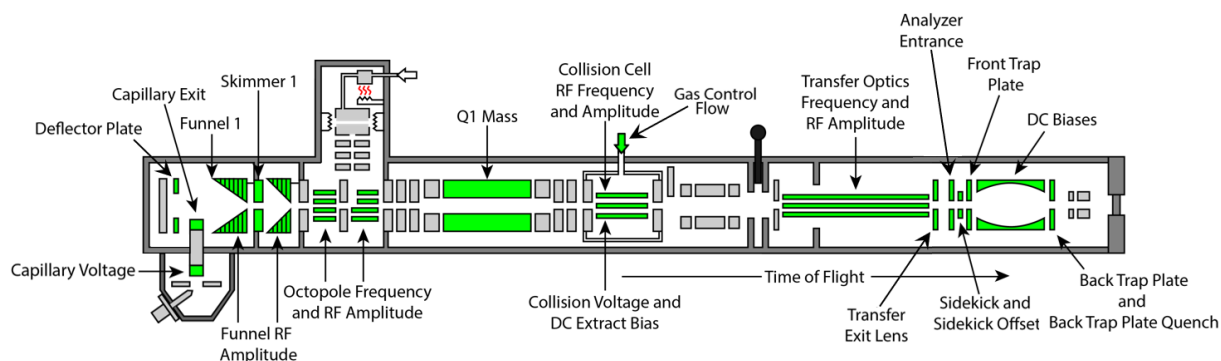 Deflector Plate
Capillary Exit
Funnel 1
Skimmer 1
Q1 Mass
Collision Cell
RF Frequency
and Amplitude
Gas Control
Flow
Transfer Optics
Frequency and
RF Amplitude
Analyzer
Entrance
Front Trap
Plate
DC Biases
Capillary Voltage
Funnel RF
Amplitude
Octopole Frequency
and RF Amplitude
Collision Voltage and
DC Extract Bias
Time of Flight
Transfer
Exit Lens
Sidekick and
Sidekick Offset
Back Trap Plate
and
Back Trap Plate Quench